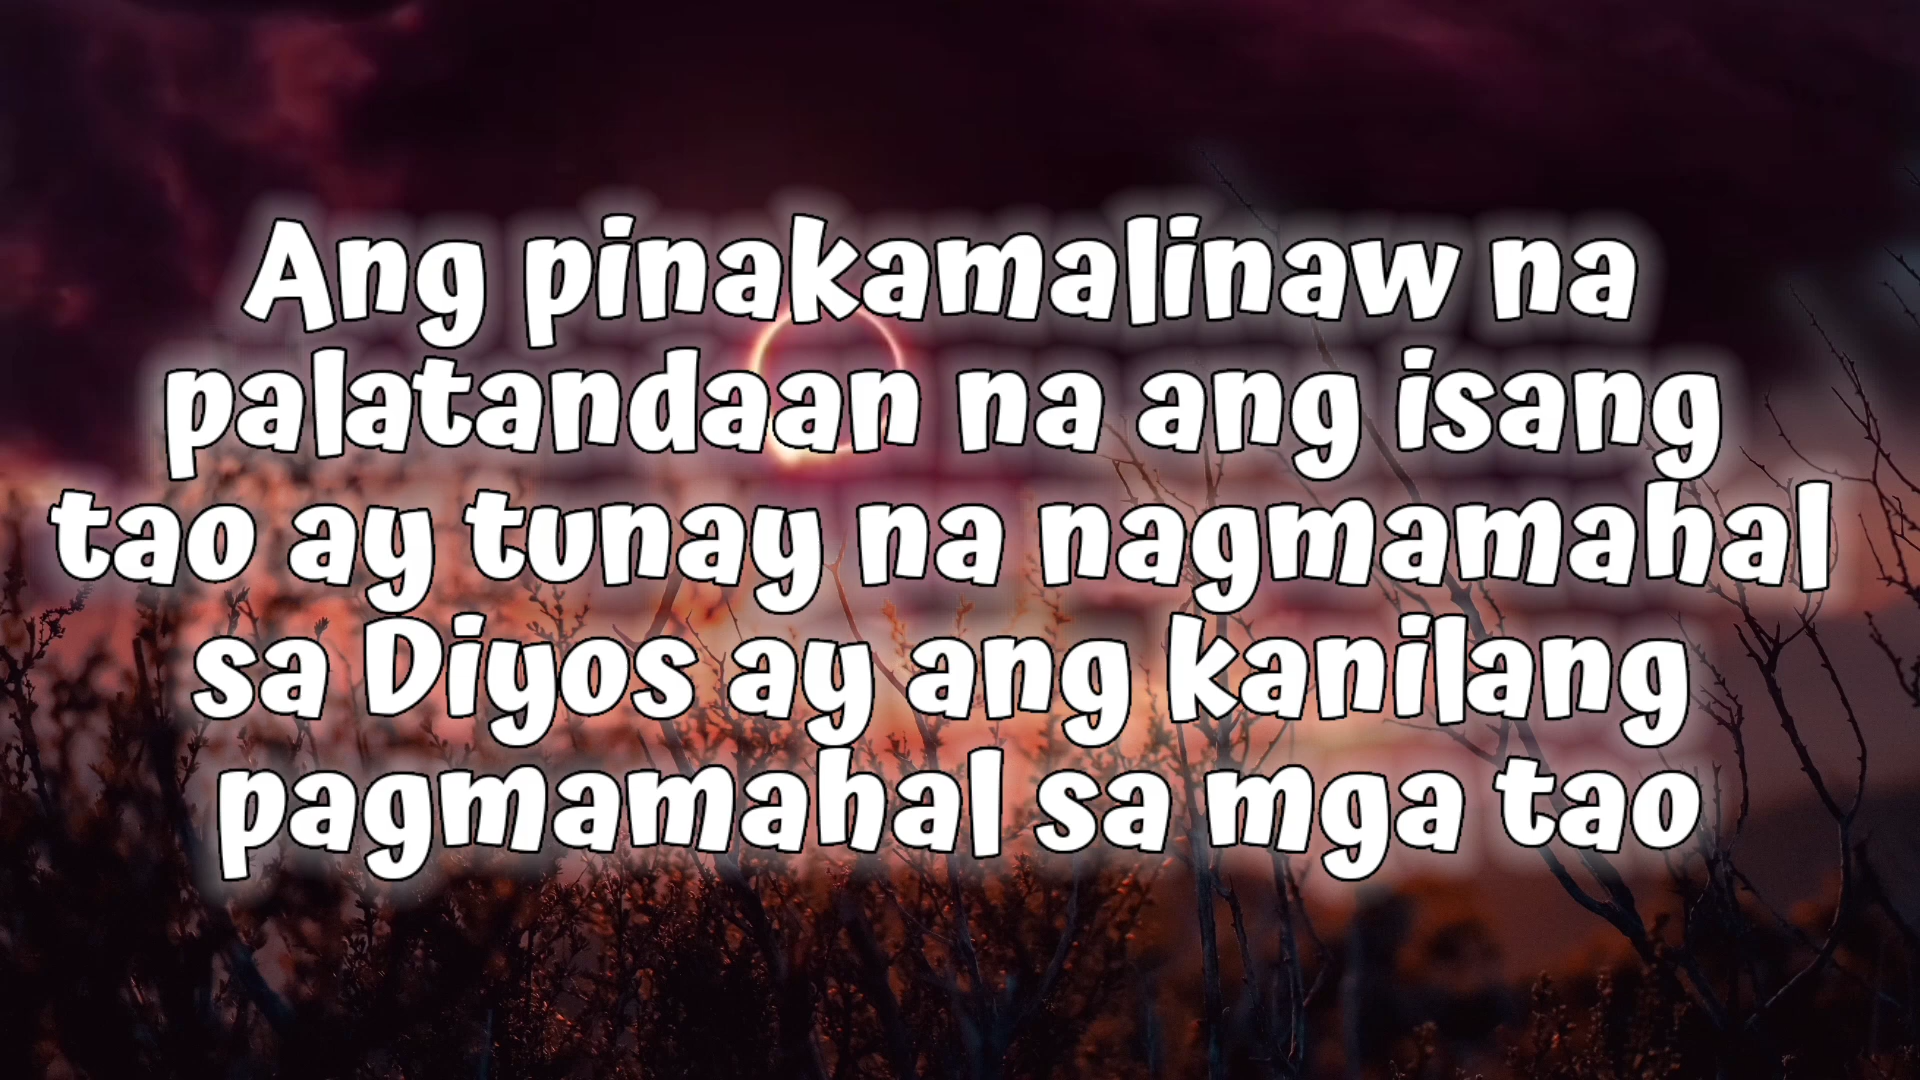 Ang pinakamalinaw na
palatandaan na ang isang
tao ay tunay na nagmamahal
sa Diyos ay ang kanilang
pagmamahal sa mga tao